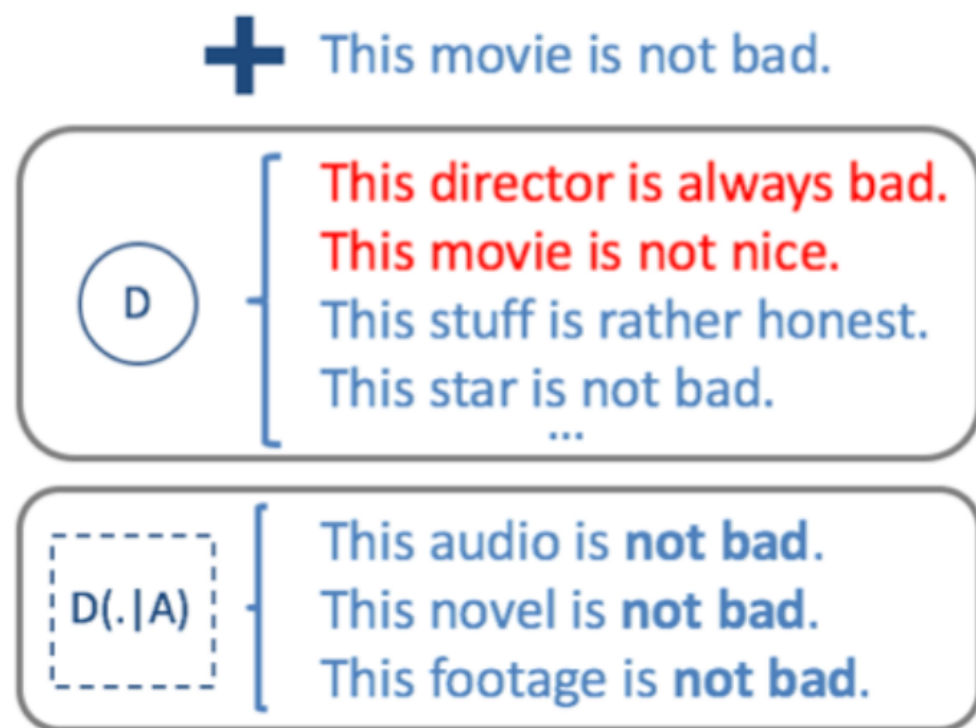 This movie is not bad.
This director is always bad.
This movie is not nice.
D
This stuff is rather honest.
This star is not bad.
...
This audio is not bad.
D(.|A)
This novel is not bad.
This footage is not bad.